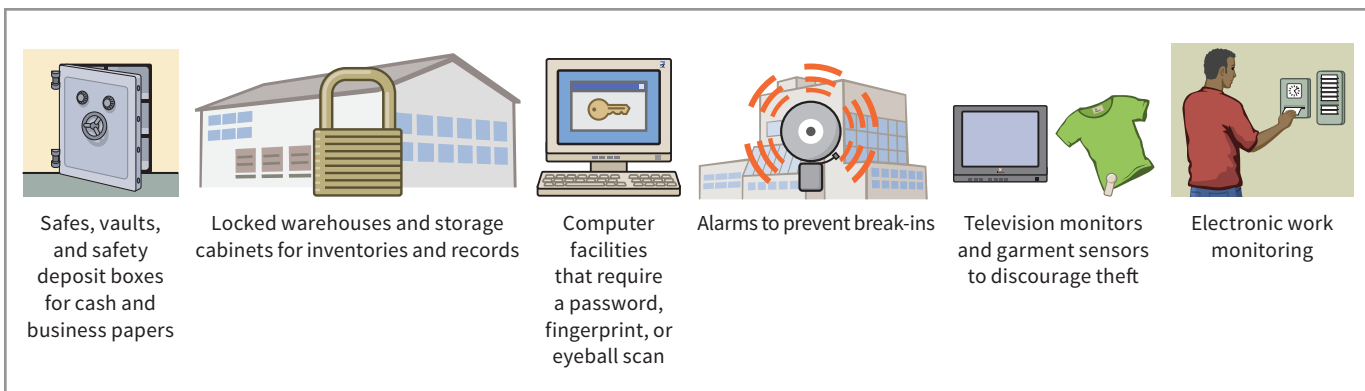 Safes, vaults,
and safety
deposit boxes
for cash and
business papers
Locked warehouses and storage
cabinets for inventories and records
Computer
facilities
that require
a password,
fingerprint, or
eyeball scan
Alarms to prevent break-ins
Television monitors
and garment sensors
to discourage theft
Electronic work
monitoring